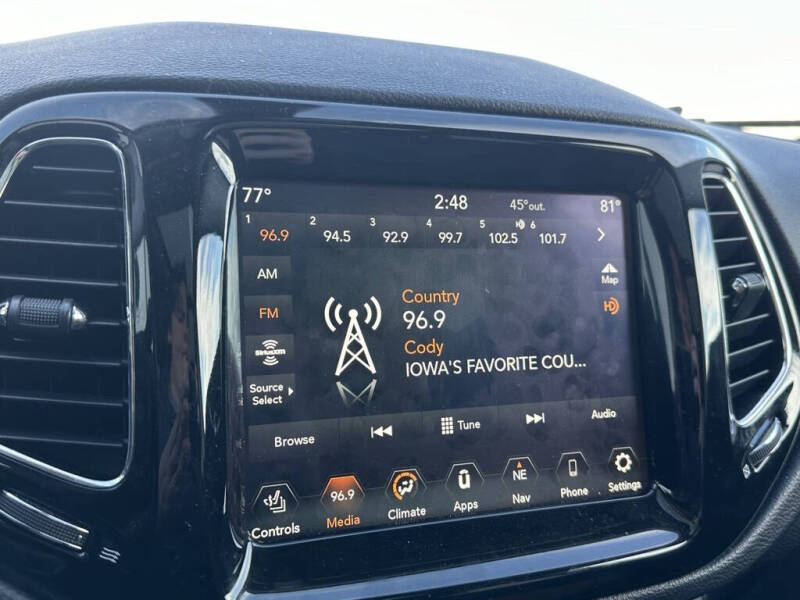 77° 2:48 45°out. 81°
1 96.9 2 94.5 3 92.9 4 99.7 5 102.5 6 101.7
AM
Map
Country
FM
96.9
SiriusXM
Cody
IOWA'S FAVORITE COU...
Source
Select
Browse Tune Audio
96.9 u NE
Controls Media Climate Apps Nav Phone Settings